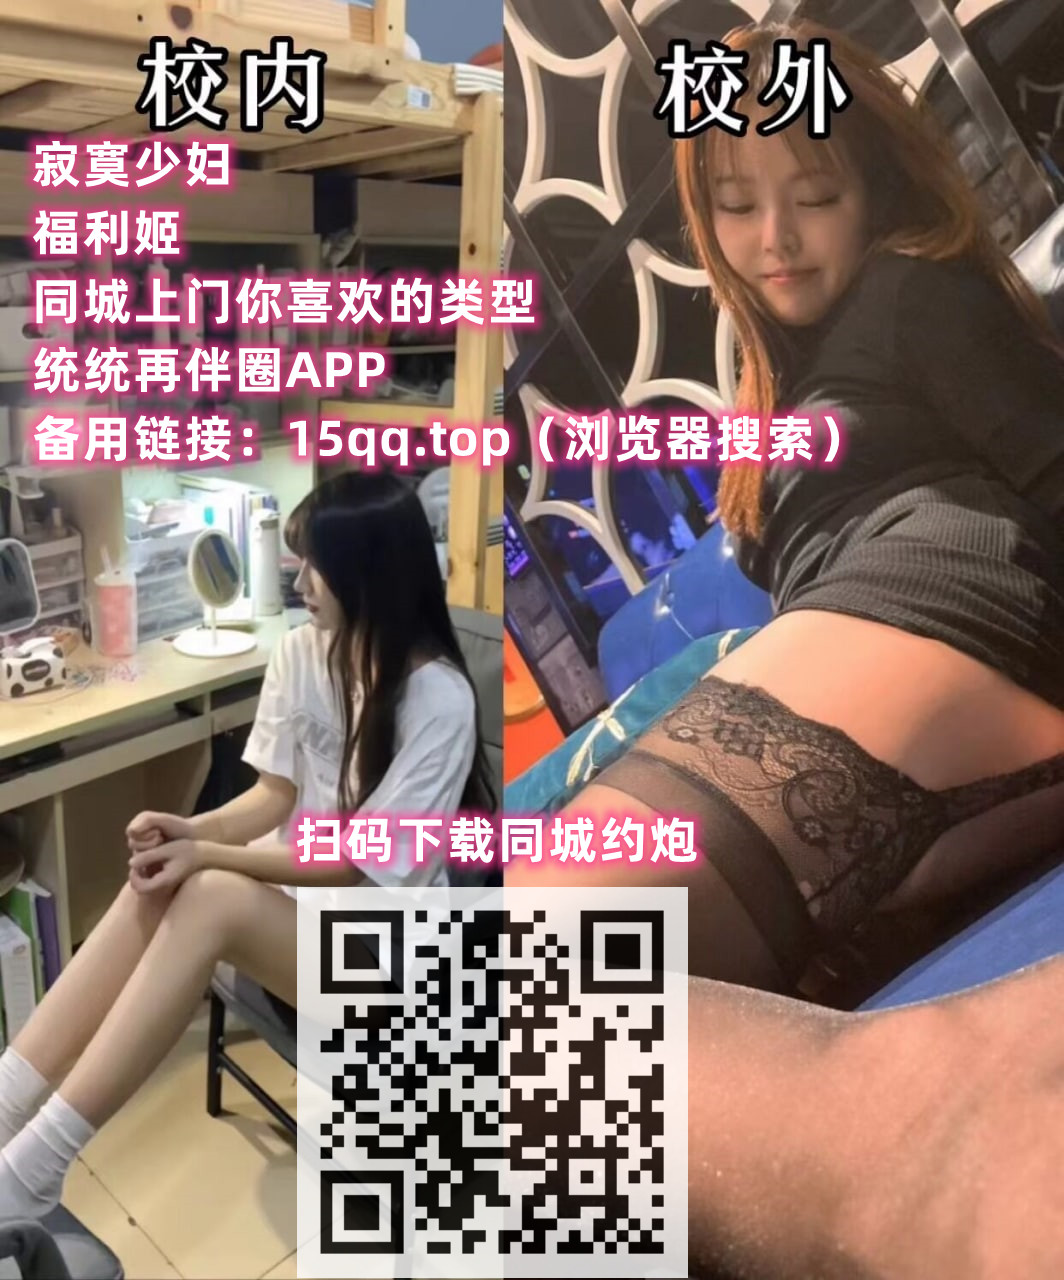 校内
校外
寂寞少妇
福利姬
同城上门你喜欢的类型
统统再伴圈APP
备用链接：15qq.top（浏览器搜索）
扫码下载同城约炮